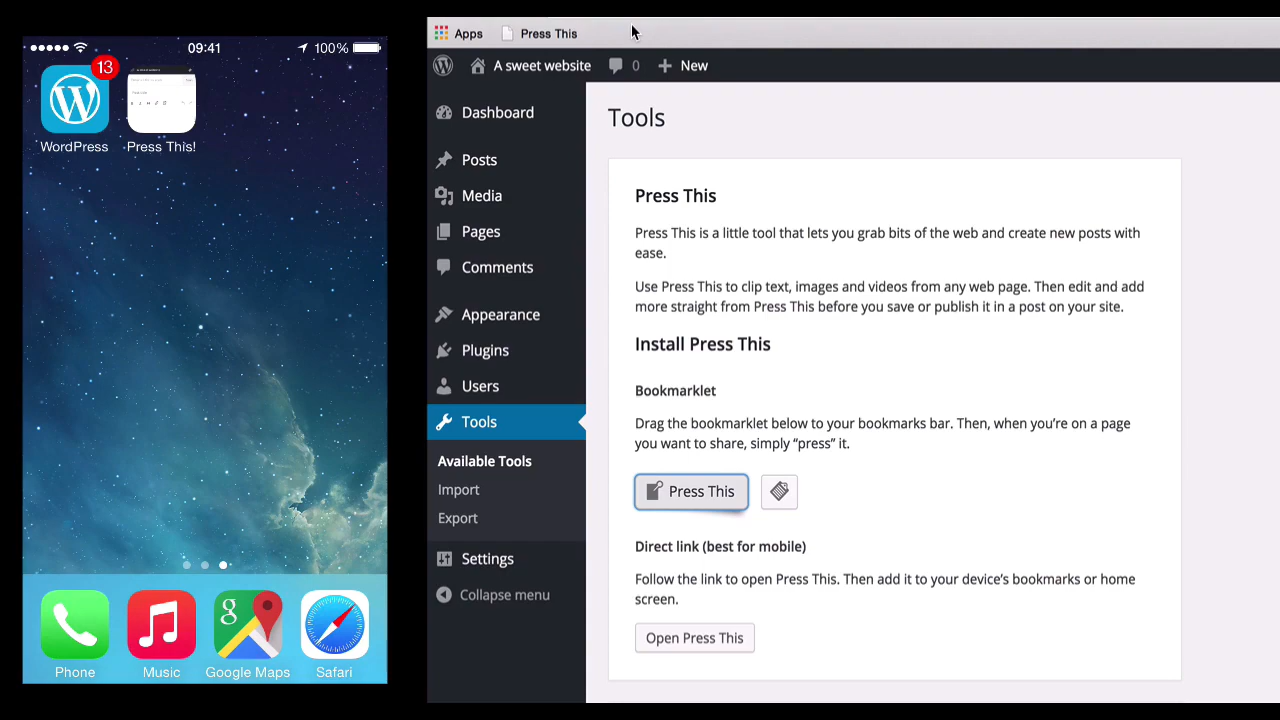 09:41
100%
13
WordPress
Press This!
Phone
Music
Google Maps
Safari
Apps
Press This
A sweet website
0
New
Dashboard
Posts
Media
Pages
Comments
Appearance
Plugins
Users
Tools
Available Tools
Import
Export
Settings
Collapse menu
Tools
Press This
Press This is a little tool that lets you grab bits of the web and create new posts with
ease.
Use Press This to clip text, images and videos from any web page. Then edit and add
more straight from Press This before you save or publish it in a post on your site.
Install Press This
Bookmarklet
Drag the bookmarklet below to your bookmarks bar. Then, when you’re on a page
you want to share, simply “press” it.
Press This
Direct link (best for mobile)
Follow the link to open Press This. Then add it to your device’s bookmarks or home
screen.
Open Press This